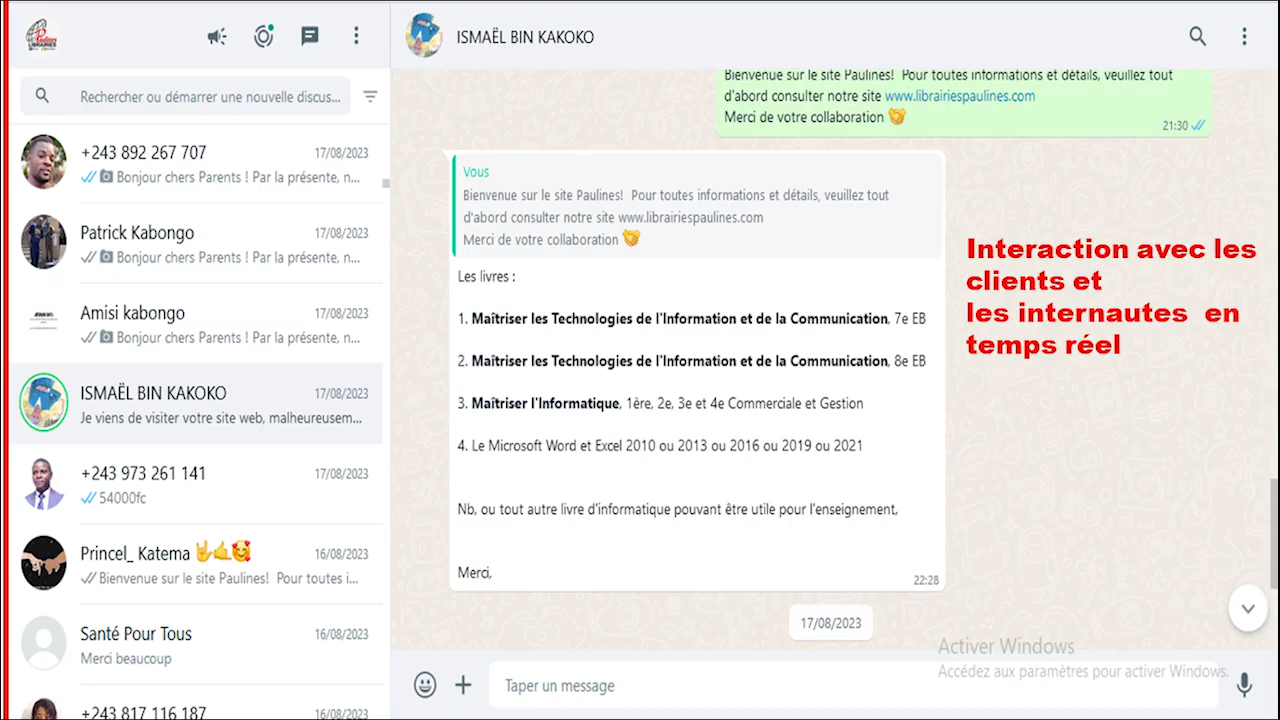 Paulines
LIBRAIRIES
Rechercher ou démarrer une nouvelle discus...
+243 892 267 707
17/08/2023
Bonjour chers Parents ! Par la présente, n...
Patrick Kabongo
17/08/2023
Bonjour chers Parents ! Par la présente, n...
Amisi kabongo
17/08/2023
Bonjour chers Parents ! Par la présente, n...
ISMAËL BIN KAKOKO
17/08/2023
Je viens de visiter votre site web, malheureusem...
+243 973 261 141
17/08/2023
54000fc
Princel_ Katema 🤟🤙🥰
16/08/2023
Bienvenue sur le site Paulines!  Pour toutes i...
Santé Pour Tous
16/08/2023
Merci beaucoup
+243 817 116 187
16/08/2023
ISMAËL BIN KAKOKO
Bienvenue sur le site Paulines!  Pour toutes informations et détails, veuillez tout
d'abord consulter notre site www.librairiespaulines.com
Merci de votre collaboration 🤝
21:30
Vous
Bienvenue sur le site Paulines!  Pour toutes informations et détails, veuillez tout
d'abord consulter notre site www.librairiespaulines.com
Merci de votre collaboration 🤝
Les livres :
1. Maîtriser les Technologies de l'Information et de la Communication, 7e EB
2. Maîtriser les Technologies de l'Information et de la Communication, 8e EB
3. Maîtriser l'Informatique, 1ère, 2e, 3e et 4e Commerciale et Gestion
4. Le Microsoft Word et Excel 2010 ou 2013 ou 2016 ou 2019 ou 2021
Nb, ou tout autre livre d'informatique pouvant être utile pour l'enseignement,
Merci,
22:28
17/08/2023
Interaction avec les
clients et
les internautes  en
temps réel
Activer Windows
Accédez aux paramètres pour activer Windows.
Taper un message